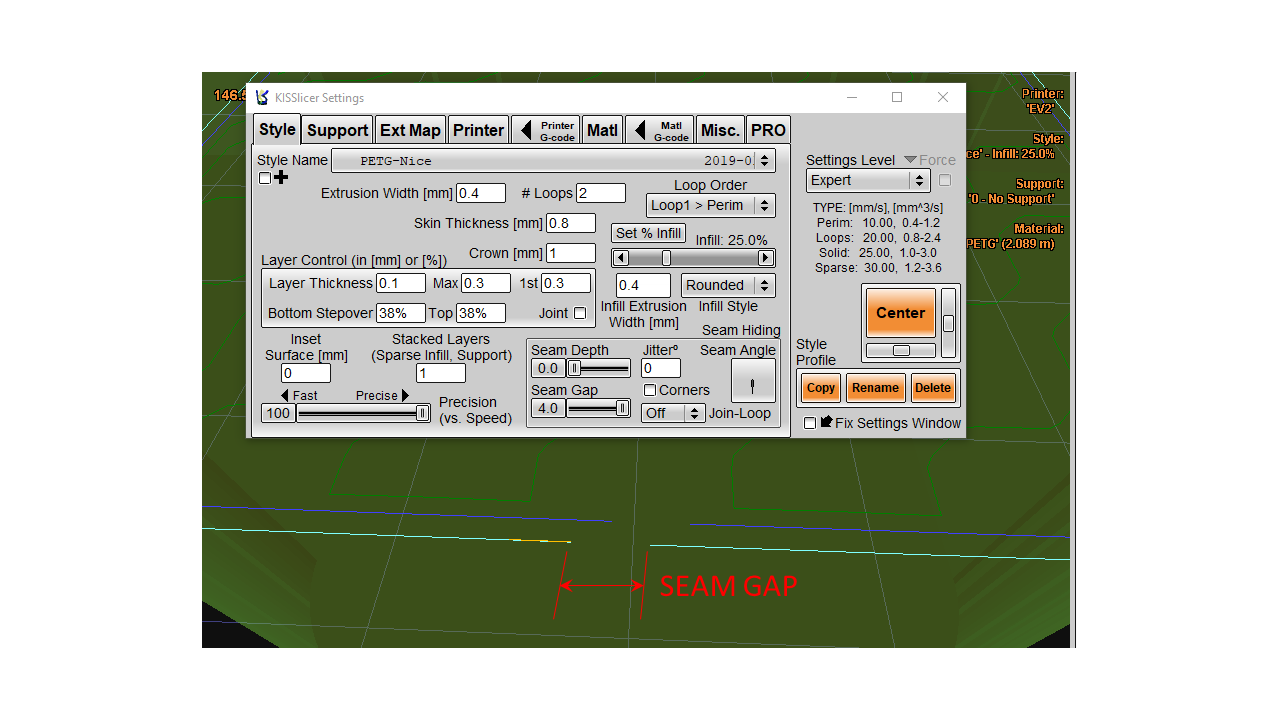 KISSlicer Settings
146.5
Printer:
'EV2'
Style:
ce' - Infill: 25.0%
Support:
'0 - No Support'
Material:
PETG' (2.089 m)
Style
Support
Ext Map
Printer
Printer
G-code
Matl
Matl
G-code
Misc.
PRO
Style Name
PETG-Nice 2019-0
Extrusion Width [mm] 0.4
# Loops 2
Loop Order
Loop1 > Perim
Skin Thickness [mm] 0.8
Set % Infill
Infill: 25.0%
Crown [mm] 1
Layer Control (in [mm] or [%])
Layer Thickness 0.1 Max 0.3 1st 0.3
Bottom Stepover 38% Top 38% Joint
0.4
Rounded
Infill Extrusion
Width [mm]
Infill Style
Inset
Surface [mm]
0
Stacked Layers
(Sparse Infill, Support)
1
Fast
Precise
100
Precision
(vs. Speed)
Seam Hiding
Seam Depth
0.0
Jitterº
0
Seam Angle
Seam Gap
4.0
Corners
Off
Join-Loop
Settings Level
Force
Expert
TYPE: [mm/s], [mm^3/s]
Perim: 10.00, 0.4-1.2
Loops: 20.00, 0.8-2.4
Solid: 25.00, 1.0-3.0
Sparse: 30.00, 1.2-3.6
Center
Style
Profile
Copy
Rename
Delete
Fix Settings Window
SEAM GAP